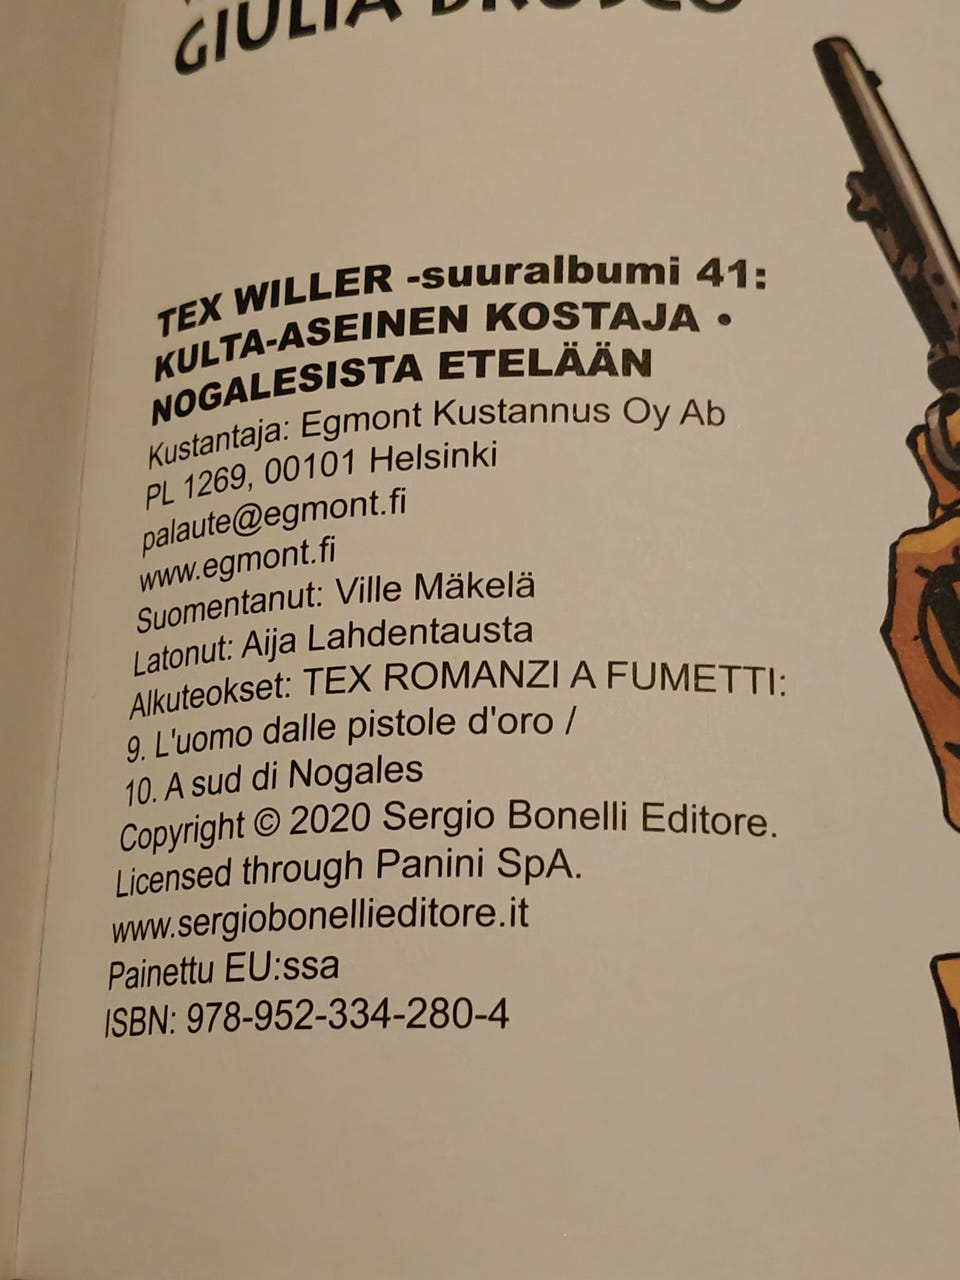 GIULIA BRUSCO
TEX WILLER -suuralbumi 41:
KULTA-ASEINEN KOSTAJA •
NOGALESISTA ETELÄÄN
Kustantaja: Egmont Kustannus Oy Ab
PL 1269, 00101 Helsinki
palaute@egmont.fi
www.egmont.fi
Suomentanut: Ville Mäkelä
Latonut: Aija Lahdentausta
Alkuteokset: TEX ROMANZI A FUMETTI:
9. L'uomo dalle pistole d'oro /
10. A sud di Nogales
Copyright © 2020 Sergio Bonelli Editore.
Licensed through Panini SpA.
www.sergiobonellieditore.it
Painettu EU:ssa
ISBN: 978-952-334-280-4